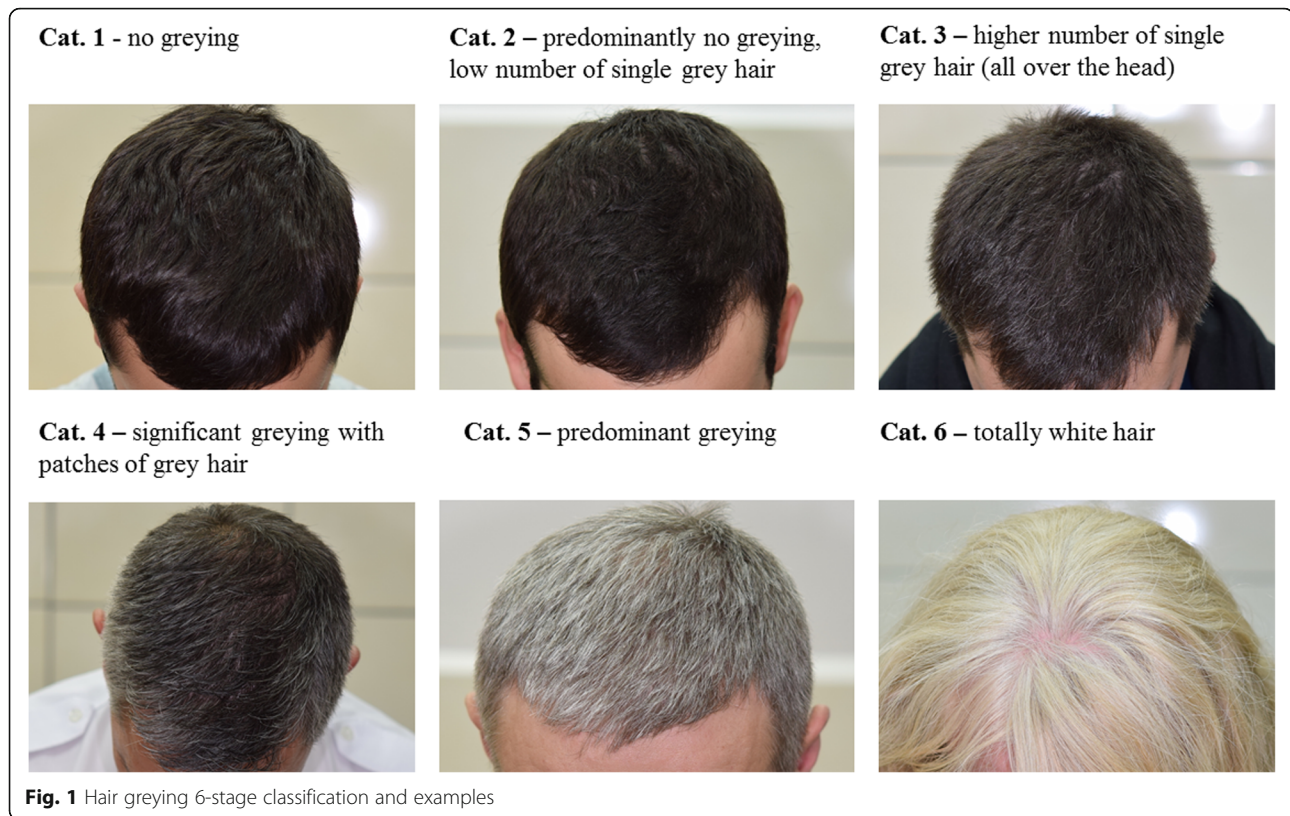 Cat. 1 - no greying
Cat. 2 – predominantly no greying,
low number of single grey hair
Cat. 3 – higher number of single
grey hair (all over the head)
Cat. 4 – significant greying with
patches of grey hair
Cat. 5 – predominant greying
Cat. 6 – totally white hair
Fig. 1 Hair greying 6-stage classification and examples